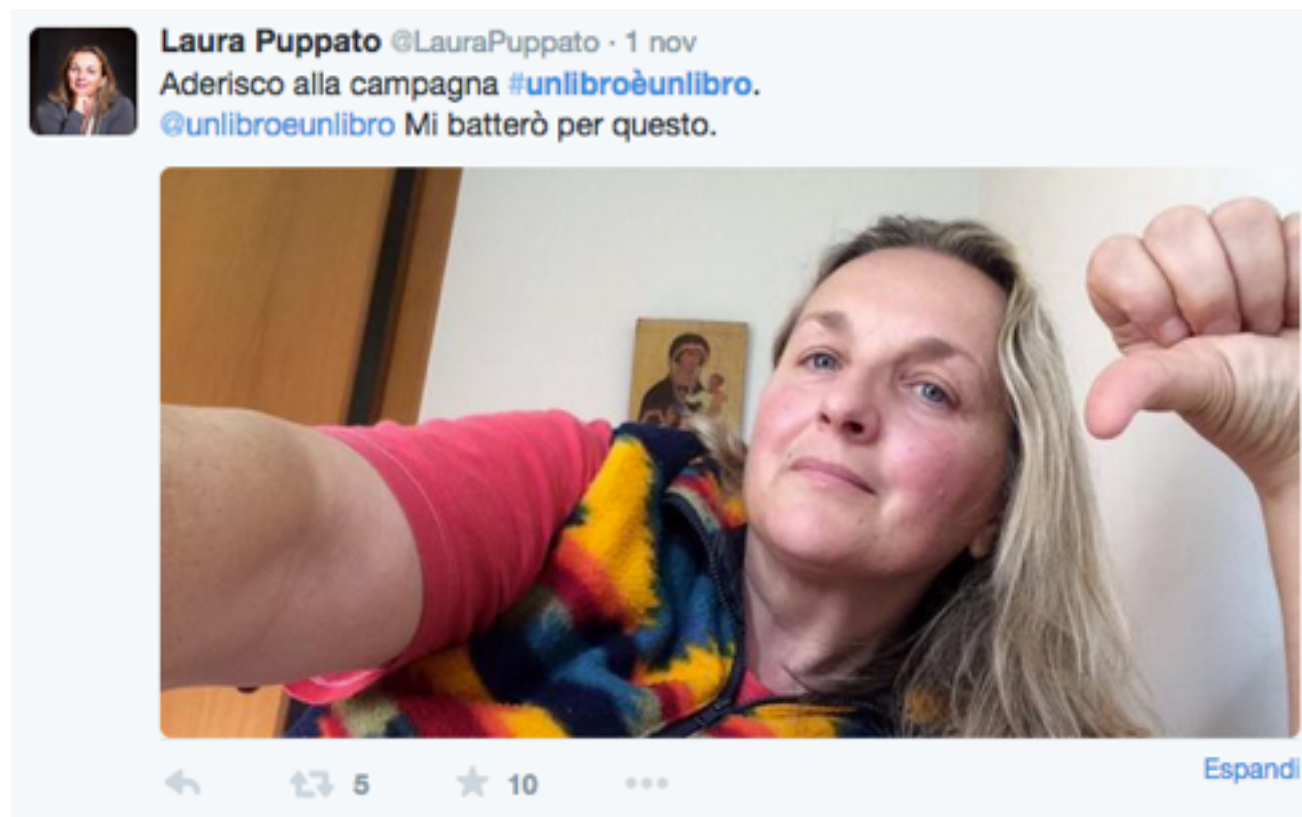 Laura Puppato @LauraPuppato · 1 nov
Aderisco alla campagna #unlibroèunlibro.
@unlibroeunlibro Mi batterò per questo.
5 10
Espandi